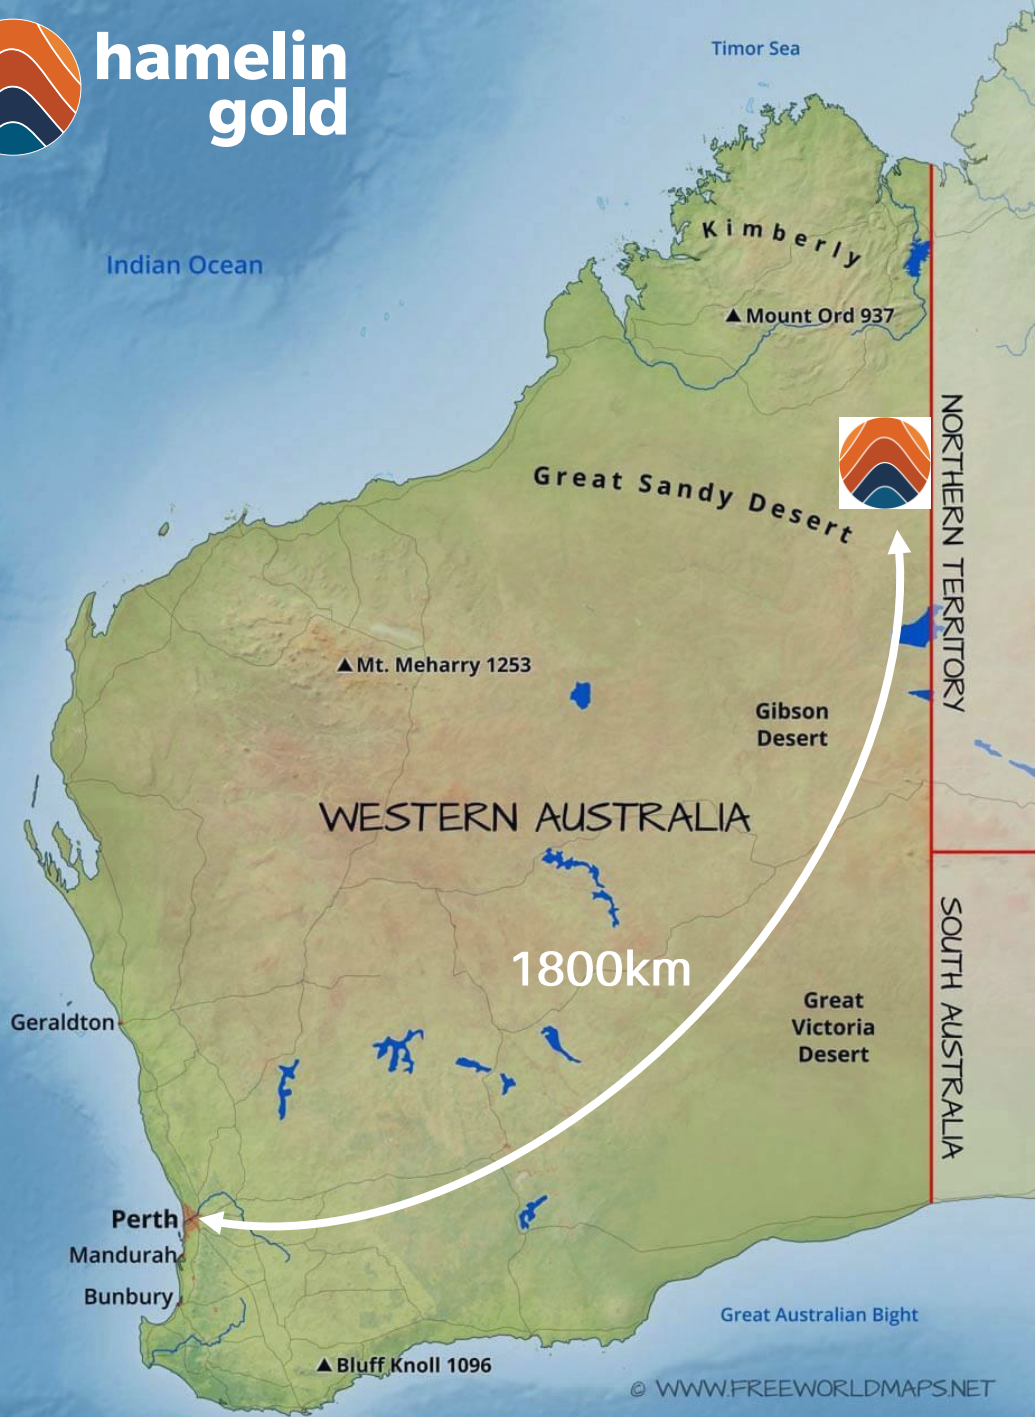 hamelin
gold
Timor Sea
Indian Ocean
Kimberly
Mount Ord 937
NORTHERN TERRITORY
Great Sandy Desert
Mt. Meharry 1253
Gibson
Desert
WESTERN AUSTRALIA
SOUTH AUSTRALIA
1800km
Great
Victoria
Desert
Geraldton
Perth
Mandurah
Bunbury
Great Australian Bight
Bluff Knoll 1096
© WWW.FREEWORLDMAPS.NET